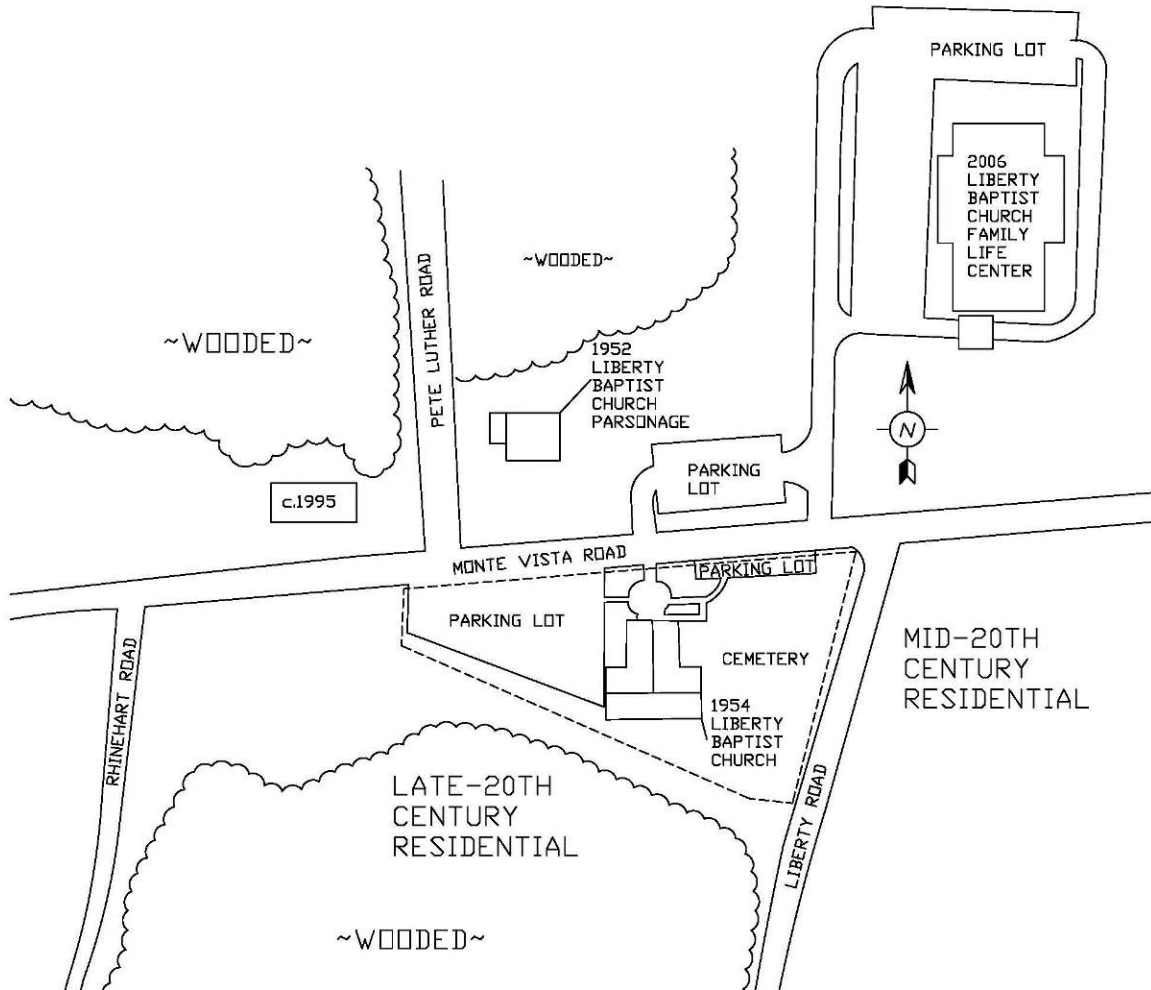 PARKING LOT
2006
LIBERTY
BAPTIST
CHURCH
FAMILY
LIFE
CENTER
~WOODED~
~WOODED~
PETE LUTHER ROAD
1952
LIBERTY
BAPTIST
CHURCH
PARSONAGE
N
PARKING
LOT
c.1995
MONTE VISTA ROAD
PARKING LOT
PARKING LOT
CEMETERY
MID-20TH
CENTURY
RESIDENTIAL
RHINEHART ROAD
1954
LIBERTY
BAPTIST
CHURCH
LIBERTY ROAD
LATE-20TH
CENTURY
RESIDENTIAL
~WOODED~